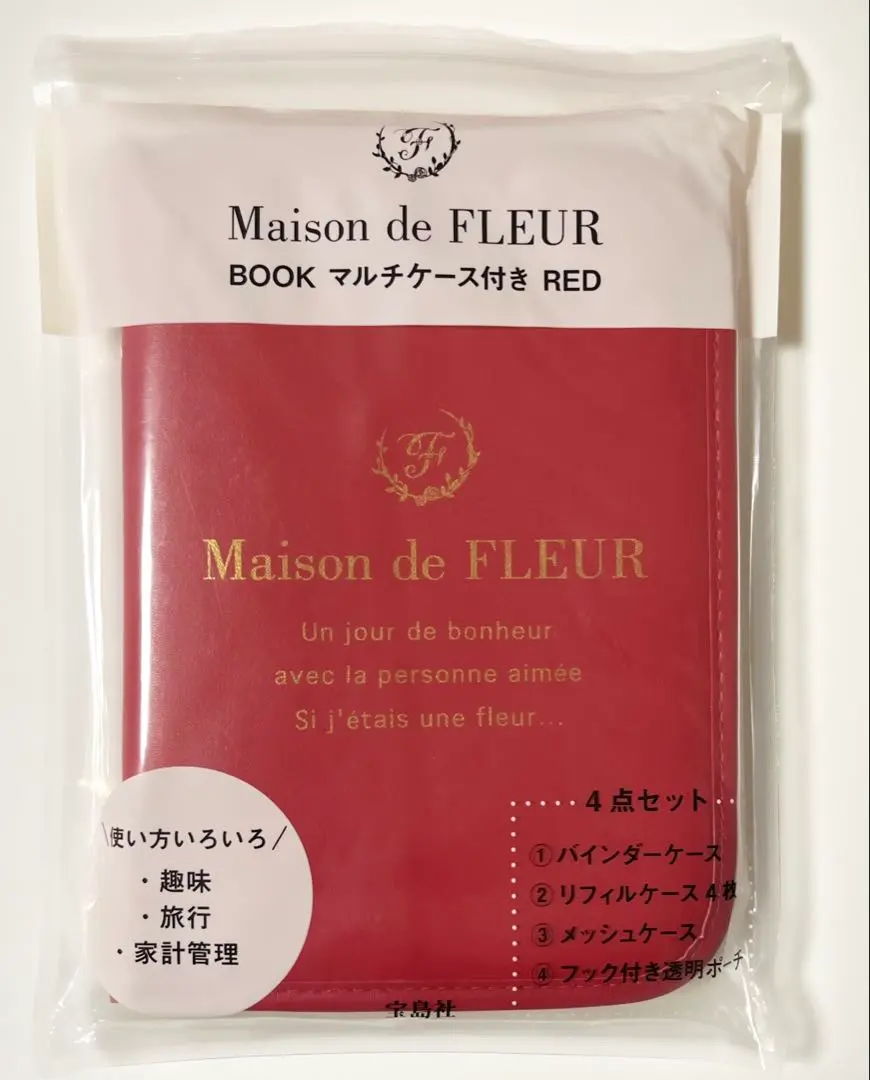 F
Maison de FLEUR
BOOK マルチケース付き RED
F
Maison de FLEUR
Un jour de bonheur
avec la personne aimée
Si j'étais une fleur...
\使い方いろいろ/
・趣味
・旅行
・家計管理
4点セット
①バインダーケース
②リフィルケース4枚
③メッシュケース
④フック付き透明ポーチ
宝島社